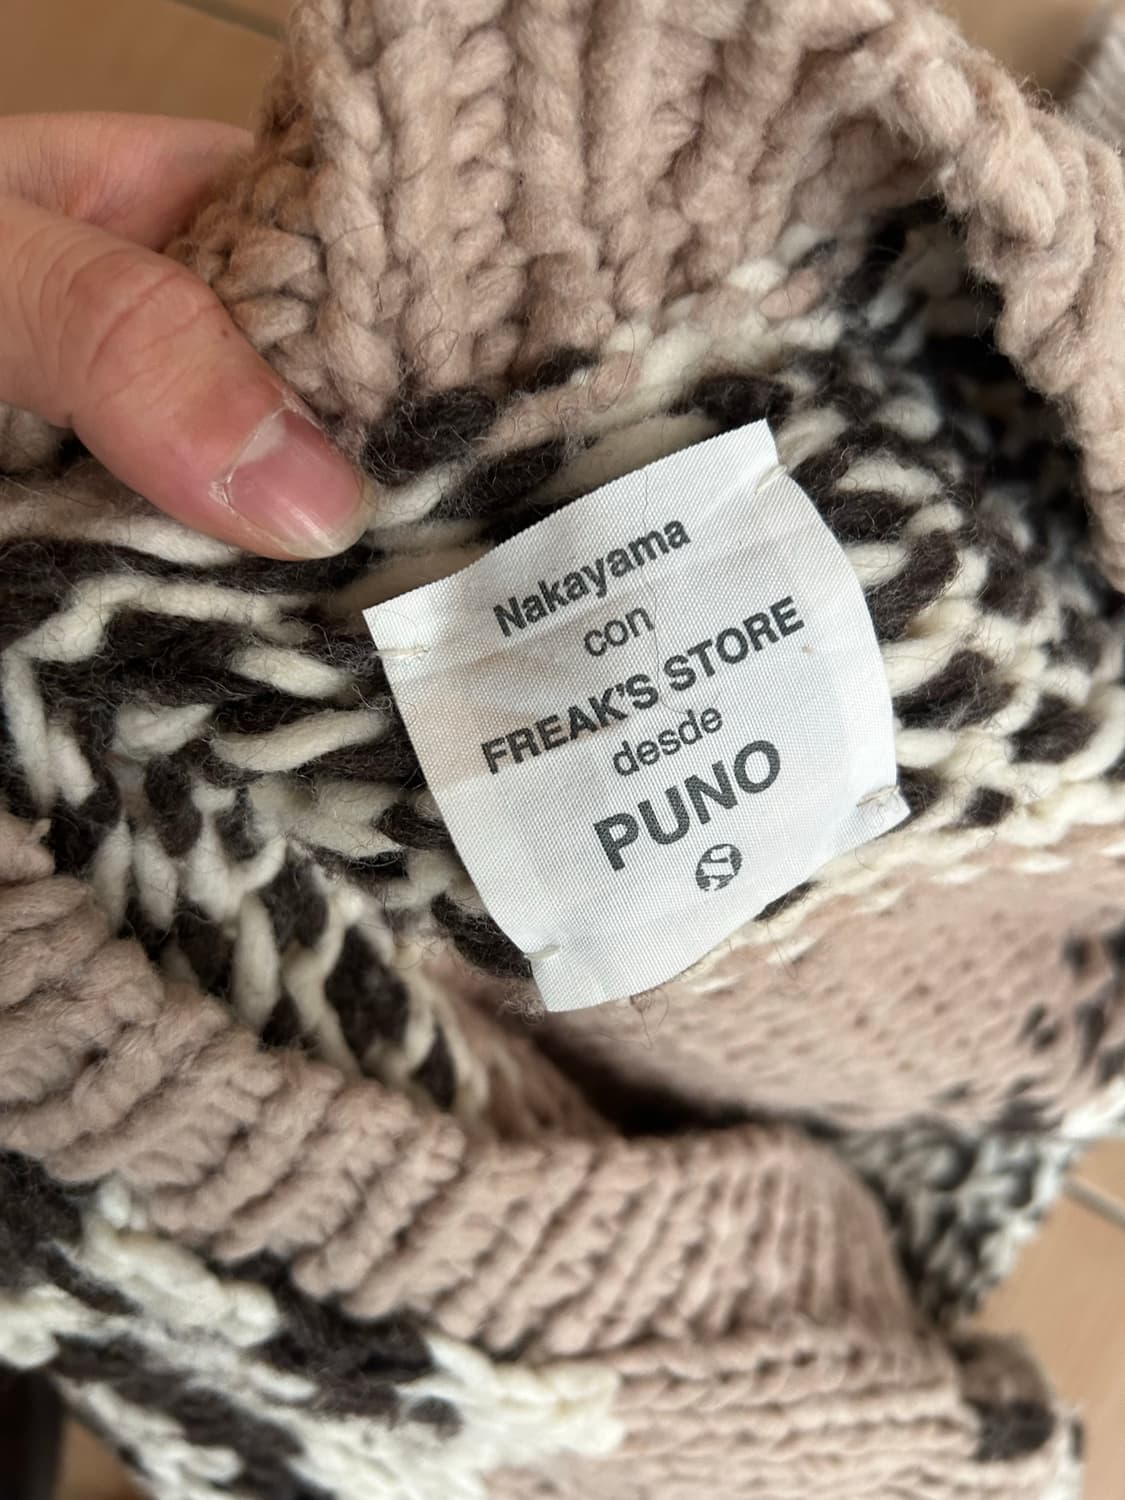 Nakayama
con
FREAK'S STORE
desde
PUNO